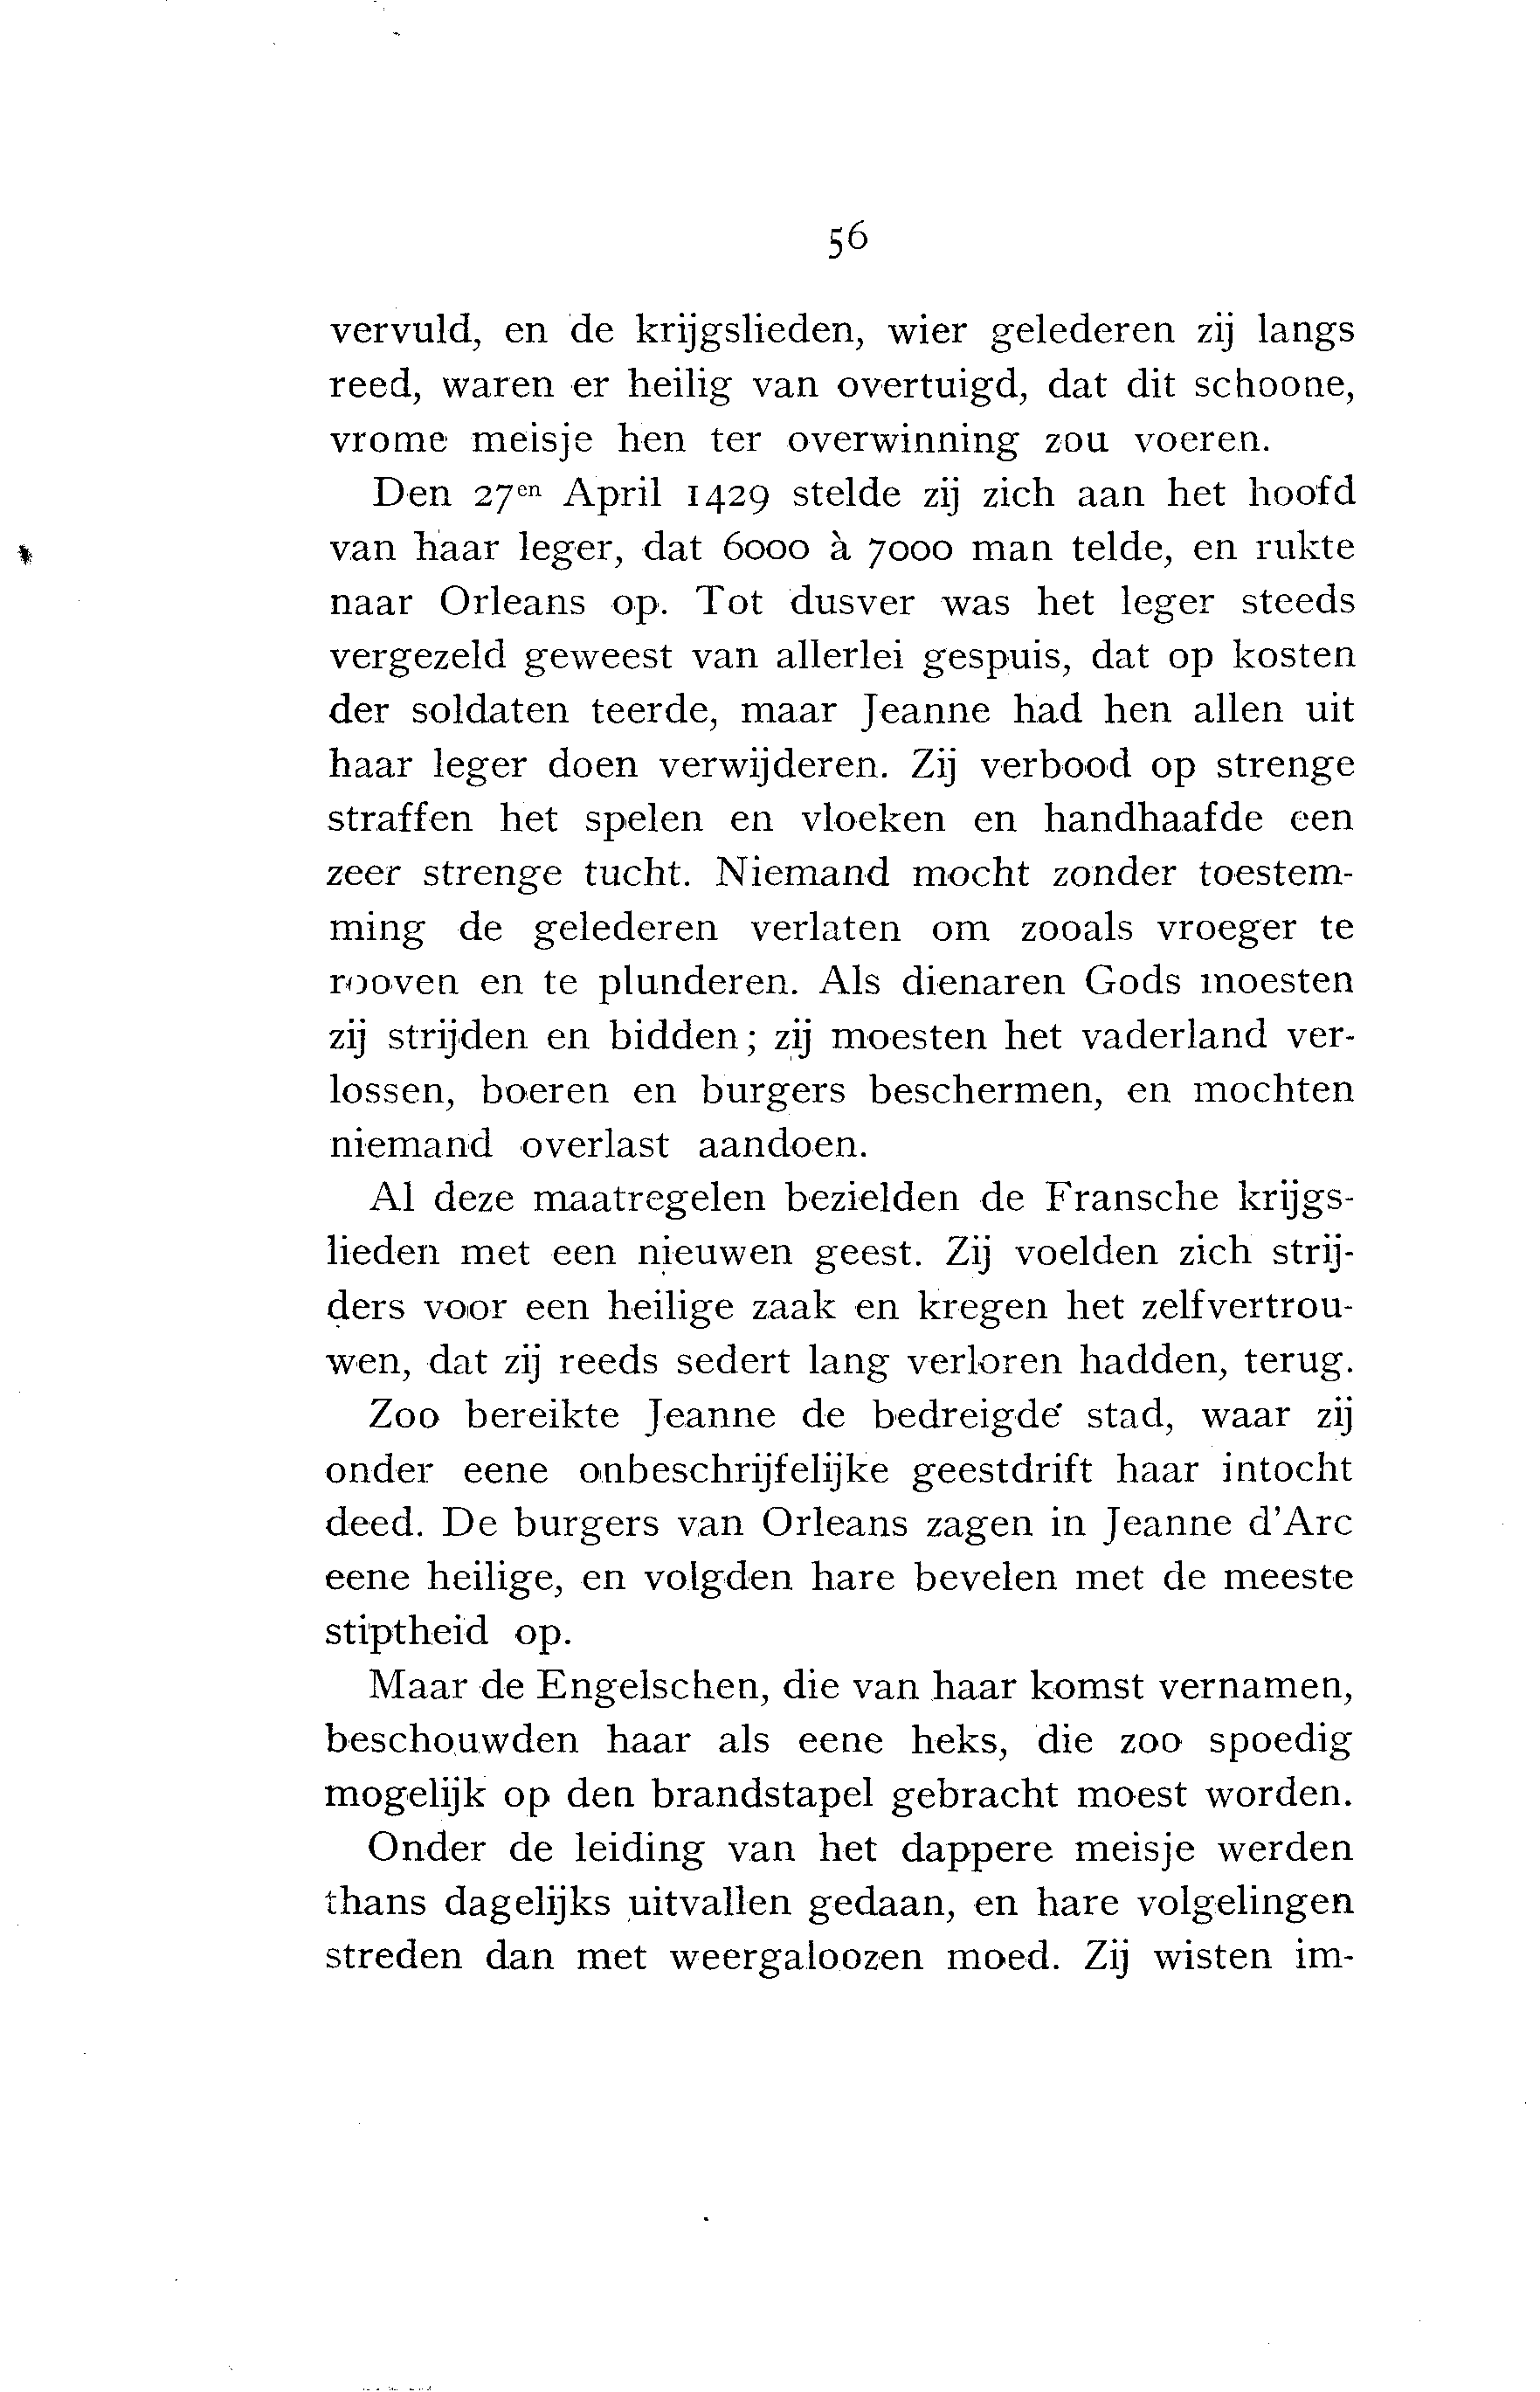 56
vervuld, en de krijgslieden, wier gelederen zij langs
reed, waren er heilig van overtuigd, dat dit schoone,
vrome meisje hen ter overwinning zou voeren.
Den 27en April 1429 stelde zij zich aan het hoofd
van haar leger, dat 6000 à 7000 man telde, en rukte
naar Orleans op. Tot dusver was het leger steeds
vergezeld geweest van allerlei gespuis, dat op kosten
der soldaten teerde, maar Jeanne had hen allen uit
haar leger doen verwijderen. Zij verbood op strenge
straffen het spelen en vloeken en handhaafde een
zeer strenge tucht. Niemand mocht zonder toestem-
ming de gelederen verlaten om zooals vroeger te
rooven en te plunderen. Als dienaren Gods moesten
zij strijden en bidden; zij moesten het vaderland ver-
lossen, boeren en burgers beschermen, en mochten
niemand overlast aandoen.
Al deze maatregelen bezielden de Fransche krijgs-
lieden met een nieuwen geest. Zij voelden zich strij-
ders voor een heilige zaak en kregen het zelfvertrou-
wen, dat zij reeds sedert lang verloren hadden, terug.
Zoo bereikte Jeanne de bedreigde stad, waar zij
onder eene onbeschrijfelijke geestdrift haar intocht
deed. De burgers van Orleans zagen in Jeanne d'Arc
eene heilige, en volgden hare bevelen met de meeste
stiptheid op.
Maar de Engelschen, die van haar komst vernamen,
beschouwden haar als eene heks, die zoo spoedig
mogelijk op den brandstapel gebracht moest worden.
Onder de leiding van het dappere meisje werden
thans dagelijks uitvallen gedaan, en hare volgelingen
streden dan met weergaloozen moed. Zij wisten im-